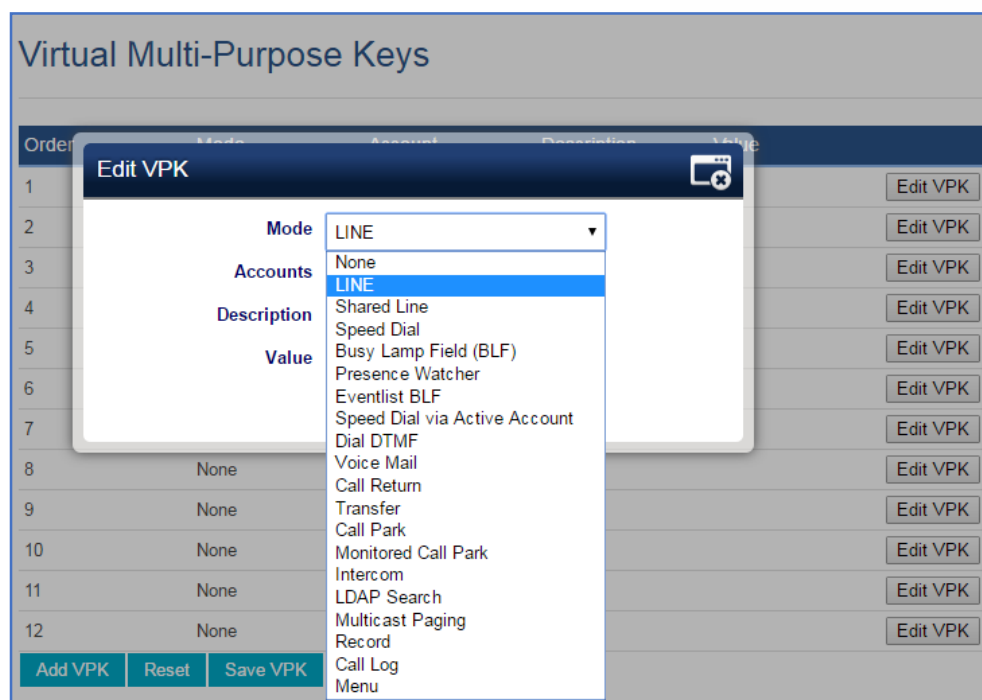 Virtual Multi-Purpose Keys
Order Mode Account Description Value
Edit VPK
1 Edit VPK
2 Edit VPK
3 Edit VPK
4 Edit VPK
5 Edit VPK
6 Edit VPK
7 Edit VPK
8 None Edit VPK
9 None Edit VPK
10 None Edit VPK
11 None Edit VPK
12 None Edit VPK
Mode LINE
Accounts
Description
Value
None
LINE
Shared Line
Speed Dial
Busy Lamp Field (BLF)
Presence Watcher
Eventlist BLF
Speed Dial via Active Account
Dial DTMF
Voice Mail
Call Return
Transfer
Call Park
Monitored Call Park
Intercom
LDAP Search
Multicast Paging
Record
Call Log
Menu
Add VPK Reset Save VPK